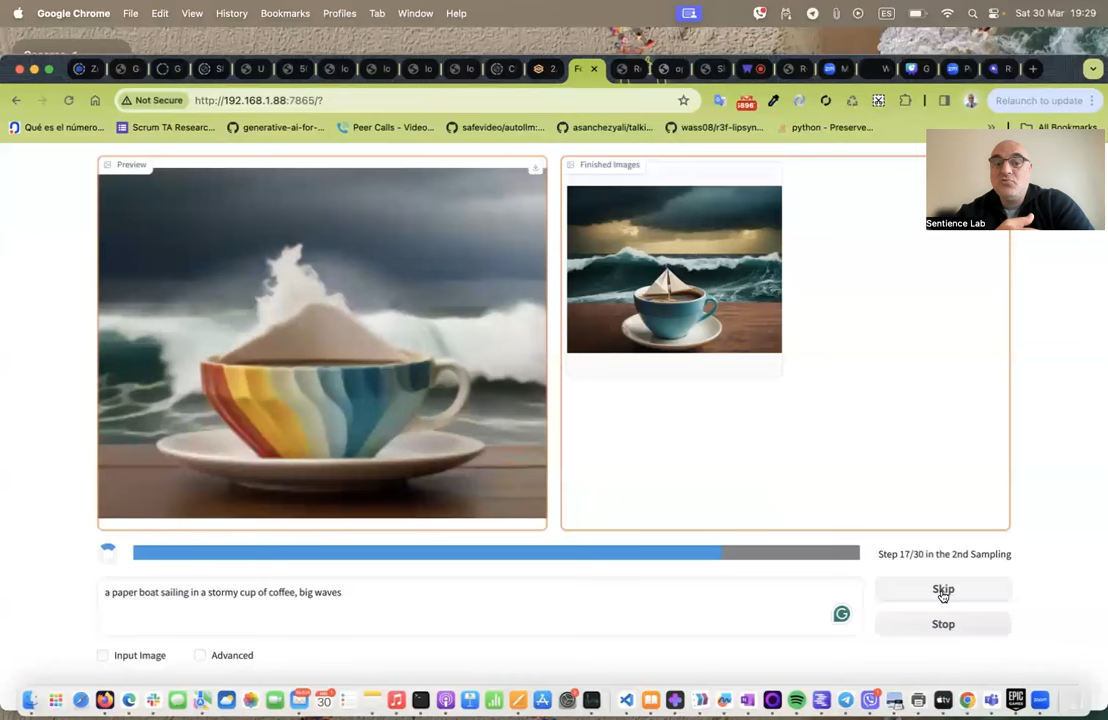 Google Chrome File Edit View History Bookmarks Profiles Tab Window Help ES Sat 30 Mar 19:29
Not Secure http://192.168.1.88:7865/? Relaunch to update
Qué es el número... Scrum TA Researc... generative-ai-for-... Peer Calls - Video... safevideo/autollm:... asanchezyali/talki... wass08/r3f-lipsyn... python - Preserve... » All Bookmarks
Preview
Finished Images
Sentience Lab
Step 17/30 in the 2nd Sampling
a paper boat sailing in a stormy cup of coffee, big waves
Skip
Stop
Input Image
Advanced